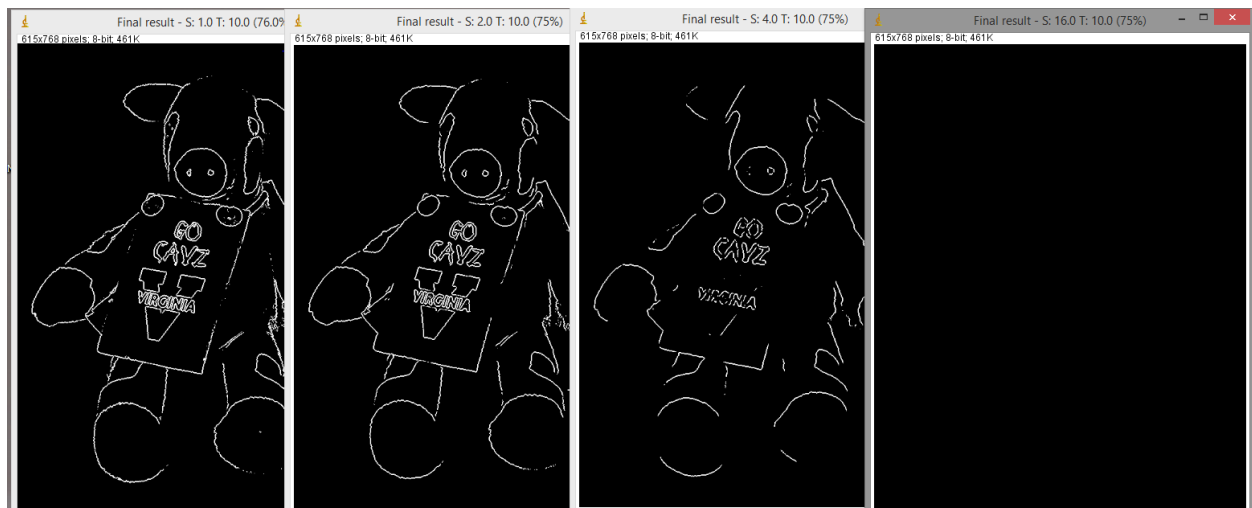 Final result - S: 1.0 T: 10.0 (76.0%
615x768 pixels; 8-bit; 461K
GO
CAVZ
VIRGINIA
Final result - S: 2.0 T: 10.0 (75%)
615x768 pixels; 8-bit; 461K
GO
CAVZ
VIRGINIA
Final result - S: 4.0 T: 10.0 (75%)
615x768 pixels; 8-bit; 461K
GO
CAVZ
VIRGINIA
Final result - S: 16.0 T: 10.0 (75%)
615x768 pixels; 8-bit; 461K